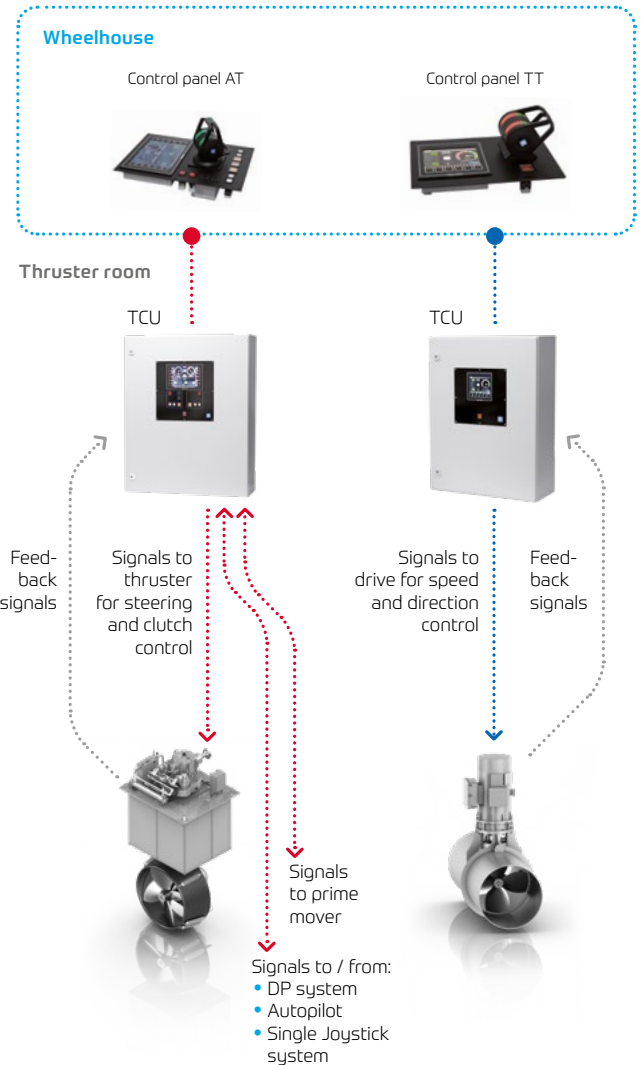 Wheelhouse
Control panel AT
Control panel TT
Thruster room
TCU
TCU
Feed-
back
signals
Signals to
thruster
for steering
and clutch
control
Signals to
drive for speed
and direction
control
Feed-
back
signals
Signals
to prime
mover
Signals to / from:
• DP system
• Autopilot
• Single Joystick
system